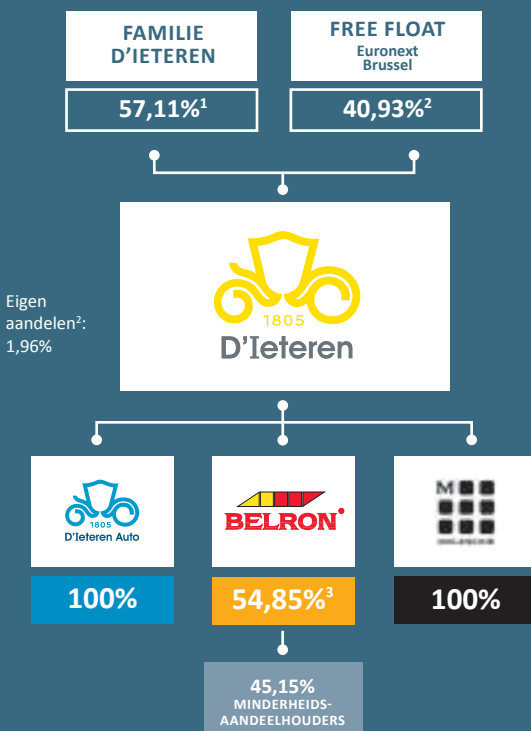 FAMILIE
D'IETEREN
57,11%¹
FREE FLOAT
Euronext
Brussel
40,93%²
Eigen
aandelen²:
1,96%
1805
D'Ieteren
1805
D'Ieteren Auto
100%
BELRON®
54,85%³
M
100%
45,15%
MINDERHEIDS-
AANDEELHOUDERS